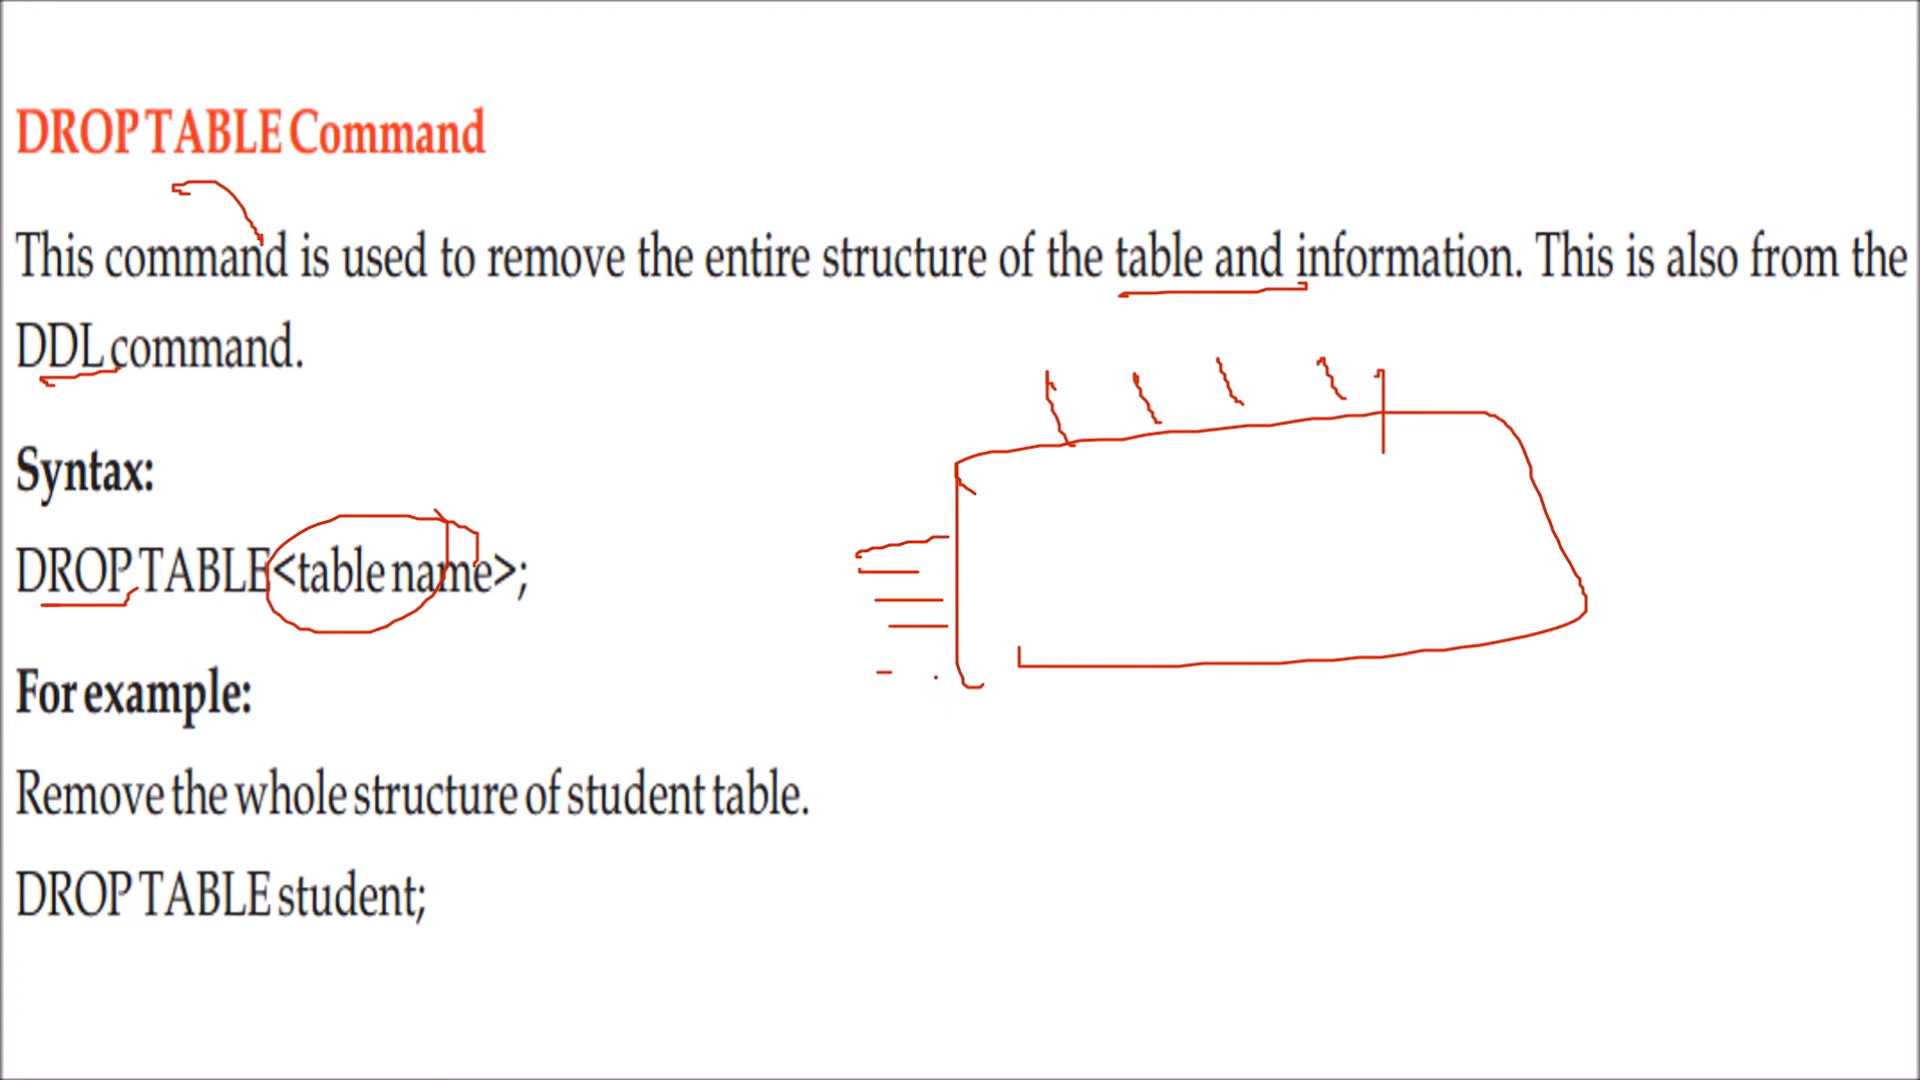 DROP TABLE Command
This command is used to remove the entire structure of the table and information. This is also from the
DDL command.
Syntax:
DROP TABLE <table name>;
For example:
Remove the whole structure of student table.
DROP TABLE student;